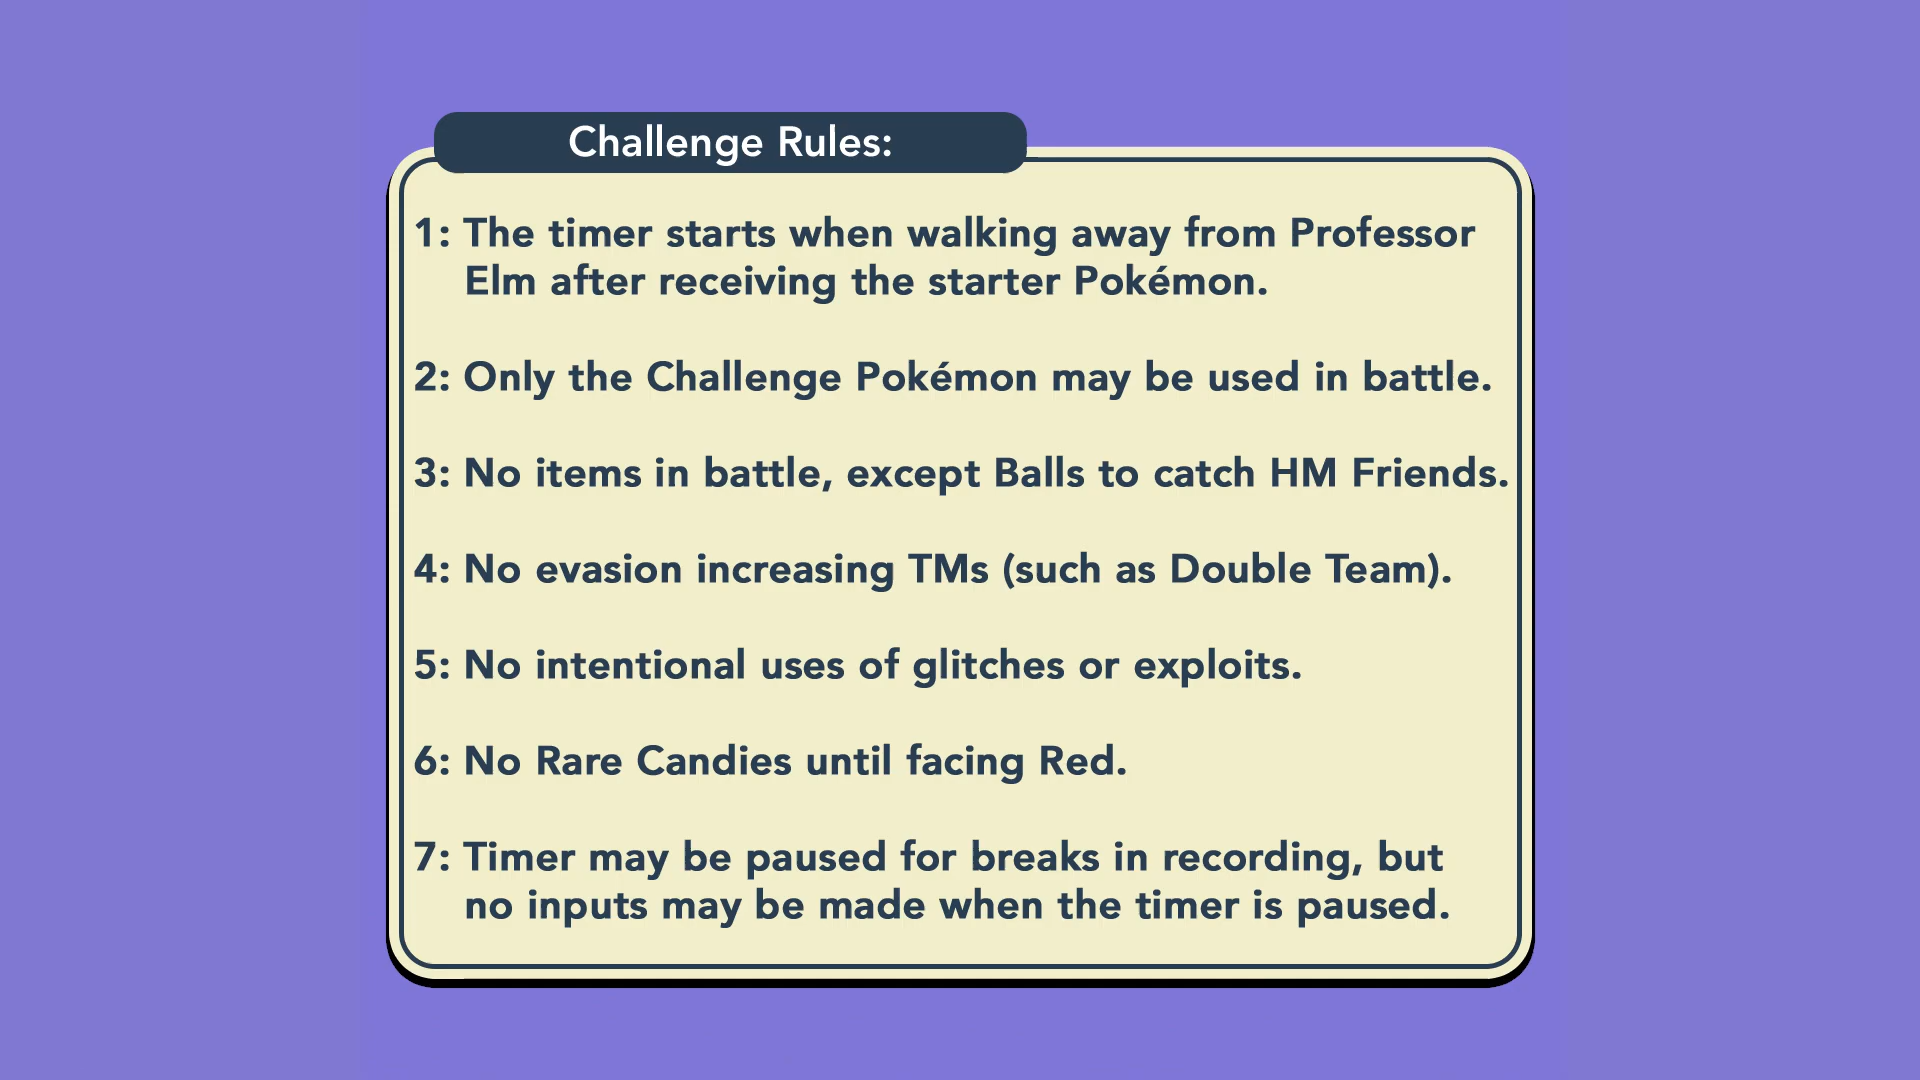 Challenge Rules:
1: The timer starts when walking away from Professor
Elm after receiving the starter Pokémon.
2: Only the Challenge Pokémon may be used in battle.
3: No items in battle, except Balls to catch HM Friends.
4: No evasion increasing TMs (such as Double Team).
5: No intentional uses of glitches or exploits.
6: No Rare Candies until facing Red.
7: Timer may be paused for breaks in recording, but
no inputs may be made when the timer is paused.